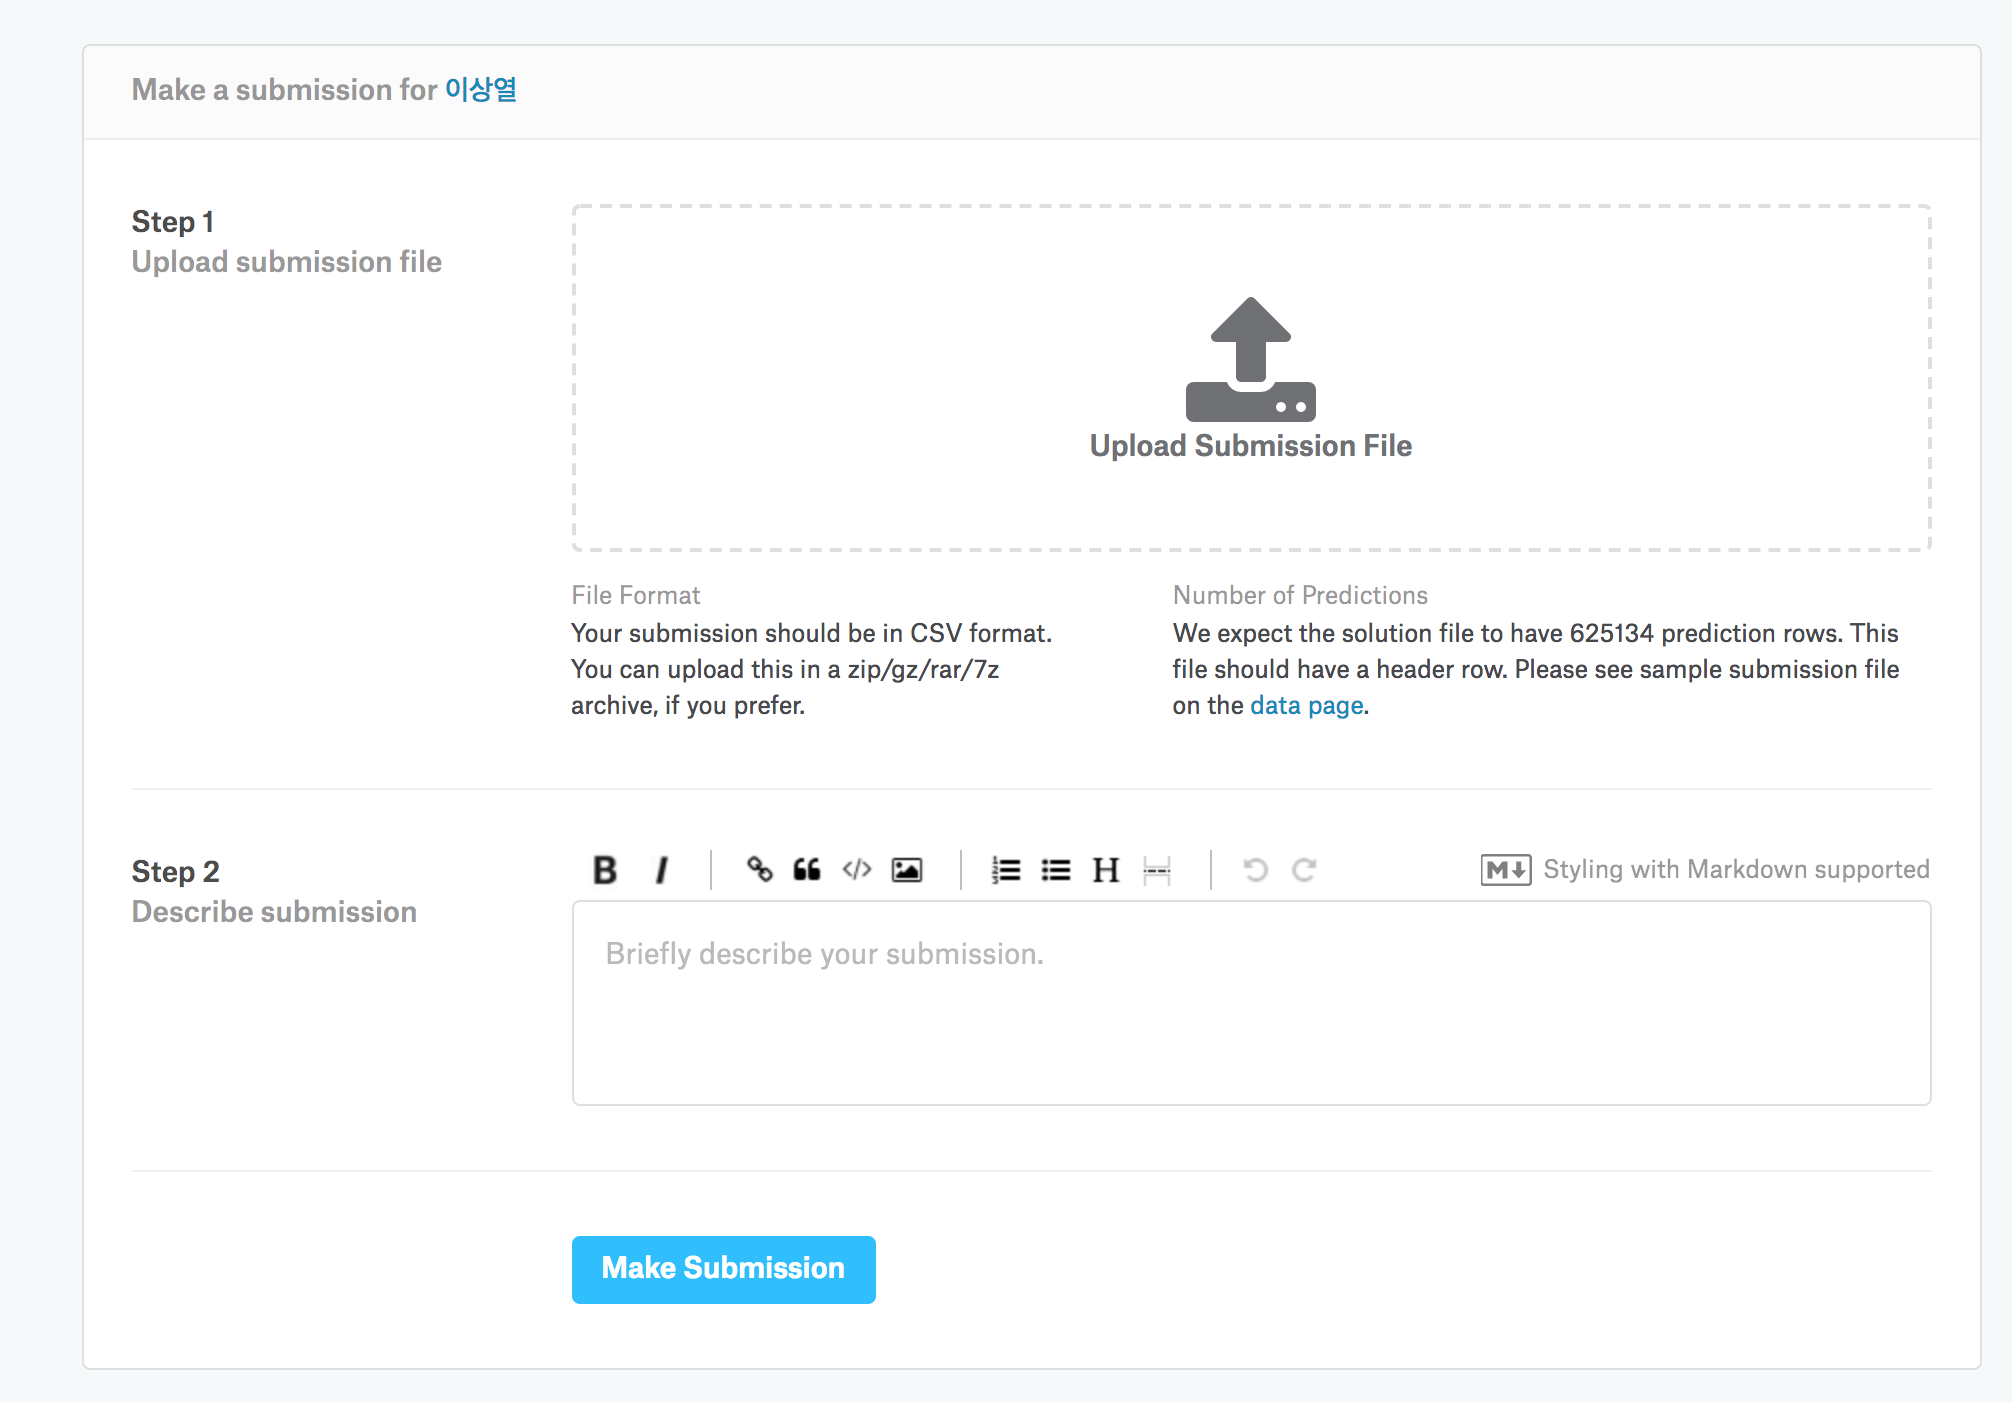 Make a submission for 이상열
Step 1
Upload submission file
Upload Submission File
File Format
Your submission should be in CSV format.
You can upload this in a zip/gz/rar/7z
archive, if you prefer.
Number of Predictions
We expect the solution file to have 625134 prediction rows. This
file should have a header row. Please see sample submission file
on the data page.
Step 2
Describe submission
B I </> H M Styling with Markdown supported
Briefly describe your submission.
Make Submission